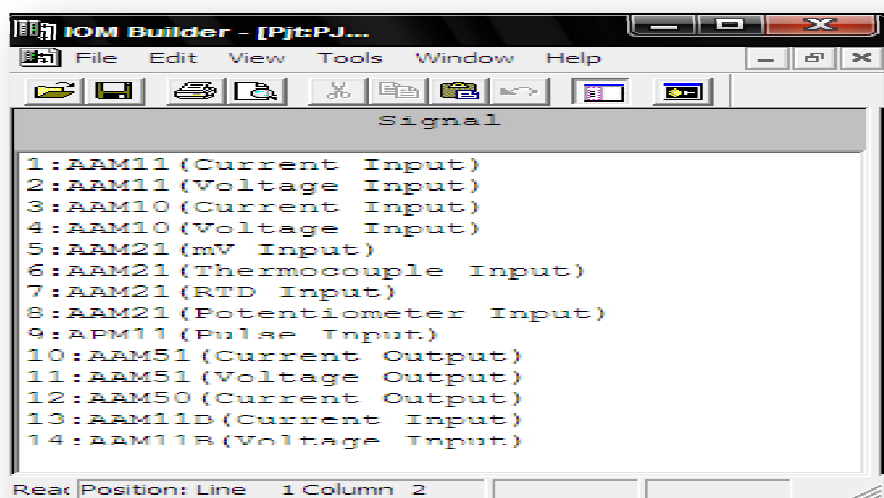 IOM Builder - [Pjt:PJ...
File Edit View Tools Window Help
Signal
1:AAM11(Current Input)
2:AAM11(Voltage Input)
3:AAM10(Current Input)
4:AAM10(Voltage Input)
5:AAM21(mV Input)
6:AAM21(Thermocouple Input)
7:AAM21(RTD Input)
8:AAM21(Potentiometer Input)
9:APM11(Pulse Input)
10:AAM51(Current Output)
11:AAM51(Voltage Output)
12:AAM50(Current Output)
13:AAM11B(Current Input)
14:AAM11B(Voltage Input)
Reac Position: Line 1 Column 2